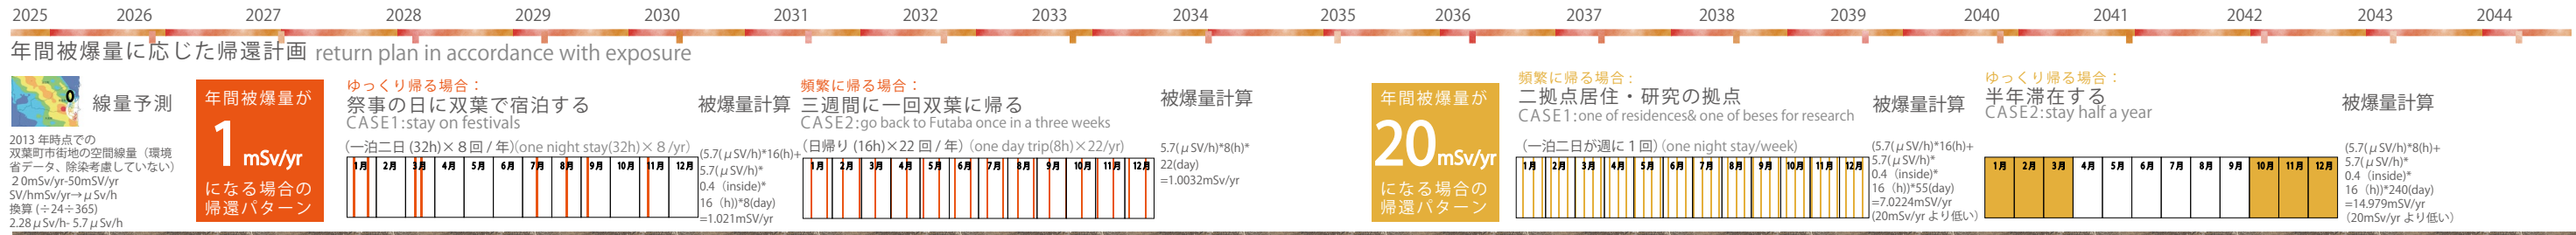 2025 2026 2027 2028 2029 2030 2031 2032 2033 2034 2035 2036 2037 2038 2039 2040 2041 2042 2043 2044
年間被爆量に応じた帰還計画 return plan in accordance with exposure
線量予測
2013 年時点での
双葉町市街地の空間線量（環境
省データ、除染考慮していない）
２0mSv/yr-50mSV/yr
SV/hmSv/yr→μSv/h
換算 (÷24÷365)
2.28μSv/h- 5.7μSv/h
年間被爆量が
1 mSv/yr
になる場合の
帰還パターン
ゆっくり帰る場合：
祭事の日に双葉で宿泊する
CASE1:stay on festivals
（一泊二日 (32h)× 8 回 / 年）(one night stay(32h)× 8 /yr)
1月 2月 3月 4月 5月 6月 7月 8月 9月 10月 11月 12月
被爆量計算
(5.7(μSV/h)*16(h)+
5.7(μSV/h)*
0.4（inside)*
16（h))*8(day)
=1.021mSV/yr
頻繁に帰る場合：
三週間に一回双葉に帰る
CASE2:go back to Futaba once in a three weeks
（日帰り (16h)×22 回 / 年）(one day trip(8h)×22/yr)
1月 2月 3月 4月 5月 6月 7月 8月 9月 10月 11月 12月
被爆量計算
5.7(μSV/h)*8(h)*
22(day)
=1.0032mSv/yr
年間被爆量が
20 mSv/yr
になる場合の
帰還パターン
頻繁に帰る場合：
二拠点居住・研究の拠点
CASE1:one of residences& one of beses for research
（一泊二日が週に 1 回）(one night stay/week)
1月 2月 3月 4月 5月 6月 7月 8月 9月 10月 11月 12月
被爆量計算
(5.7(μSV/h)*16(h)+
5.7(μSV/h)*
0.4（inside)*
16（h))*55(day)
=7.0224mSV/yr
(20mSv/yr より低い）
ゆっくり帰る場合：
半年滞在する
CASE2:stay half a year
1月 2月 3月 4月 5月 6月 7月 8月 9月 10月 11月 12月
被爆量計算
(5.7(μSV/h)*8(h)+
5.7(μSV/h)*
0.4（inside)*
16（h))*240(day)
=14.979mSV/yr
（20mSv/yr より低い）